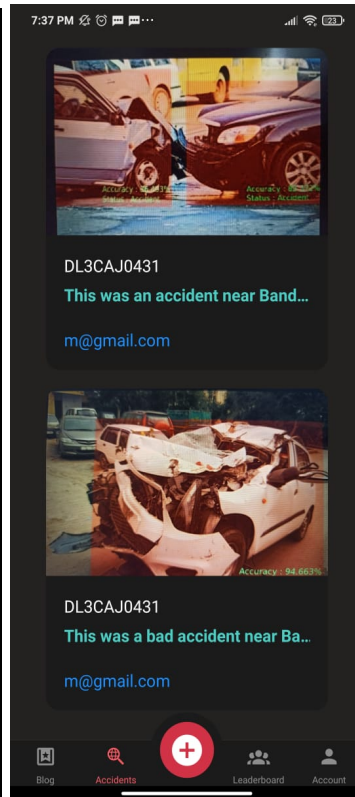 7:37 PM
23
Accuracy :
Status : Accident
Accuracy :
Status : Accident
DL3CAJ0431
This was an accident near Band...
m@gmail.com
Accuracy : 94.663%
DL3CAJ0431
This was a bad accident near Ba...
m@gmail.com
Blog
Accidents
Leaderboard
Account